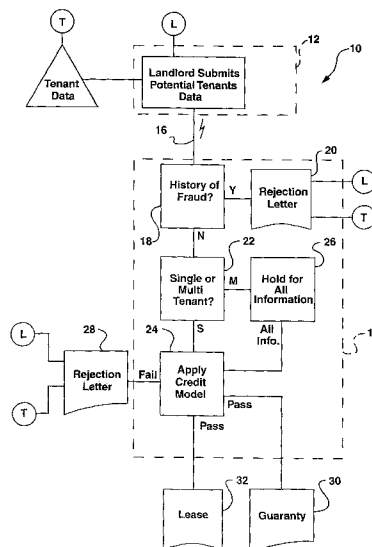 T
L
12
10
Tenant
Data
Landlord Submits
Potential Tenants
Data
16
20
History of
Fraud?
Y
Rejection
Letter
L
T
18
N
22
26
Single or
Multi
Tenant?
M
Hold for
All
Information
28
24
S
All
Info.
1
L
Rejection
Letter
Fail
Apply
Credit
Model
T
Pass
Pass
32
30
Lease
Guaranty